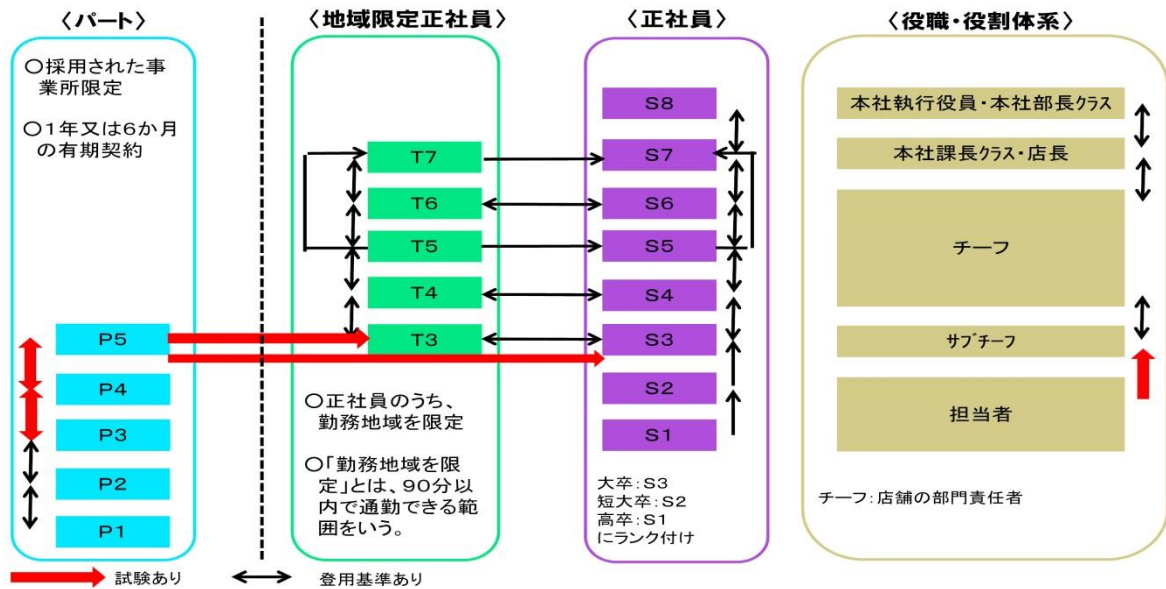 〈パート〉
〇採用された事
業所限定
〇1年又は6か月
の有期契約
P5
P4
P3
P2
P1
〈地域限定正社員〉
T7
T6
T5
T4
T3
〇正社員のうち、
勤務地域を限定
〇「勤務地域を限
定」とは、90分以
内で通勤できる範
囲をいう。
〈正社員〉
S8
S7
S6
S5
S4
S3
S2
S1
大卒:S3
短大卒:S2
高卒:S1
にランク付け
〈役職・役割体系〉
本社執行役員・本社部長クラス
本社課長クラス・店長
チーフ
サブチーフ
担当者
チーフ:店舗の部門責任者
試験あり
登用基準あり